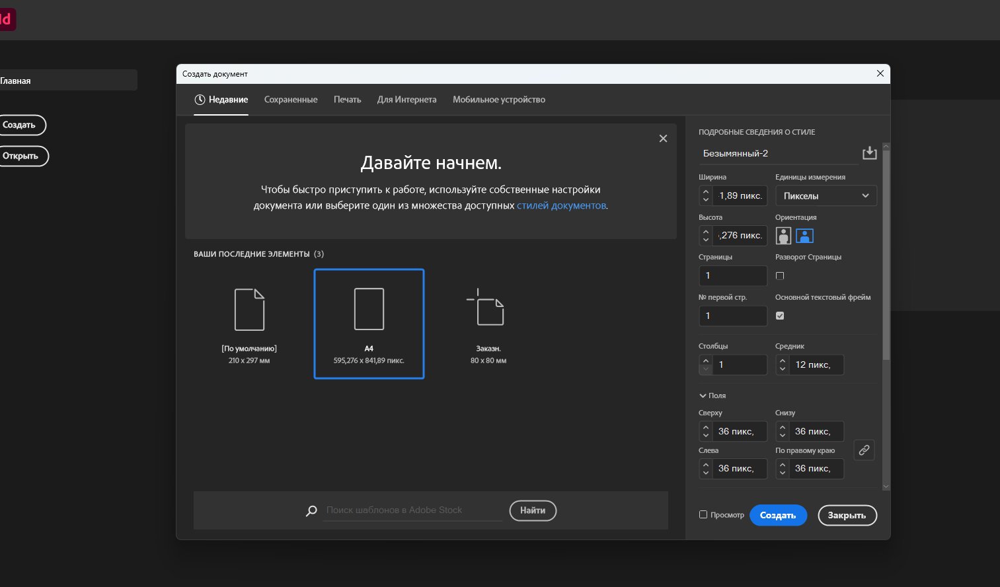 Id
Главная
Создать
Открыть
Создать документ
Недавние
Сохраненные
Печать
Для Интернета
Мобильное устройство
Давайте начнем.
Чтобы быстро приступить к работе, используйте собственные настройки
документа или выберите один из множества доступных стилей документов.
ВАШИ ПОСЛЕДНИЕ ЭЛЕМЕНТЫ (3)
[По умолчанию]
210 x 297 мм
A4
595,276 x 841,89 пикс.
Заказн.
80 x 80 мм
Поиск шаблонов в Adobe Stock
Найти
ПОДРОБНЫЕ СВЕДЕНИЯ О СТИЛЕ
Безымянный-2
Ширина
Единицы измерения
1,89 пикс.
Пикселы
Высота
Ориентация
,276 пикс.
Страницы
Разворот Страницы
1
№ первой стр.
Основной текстовый фрейм
1
Столбцы
Средник
1
12 пикс,
Поля
Сверху
Снизу
36 пикс,
36 пикс,
Слева
По правому краю
36 пикс,
36 пикс,
Просмотр
Создать
Закрыть